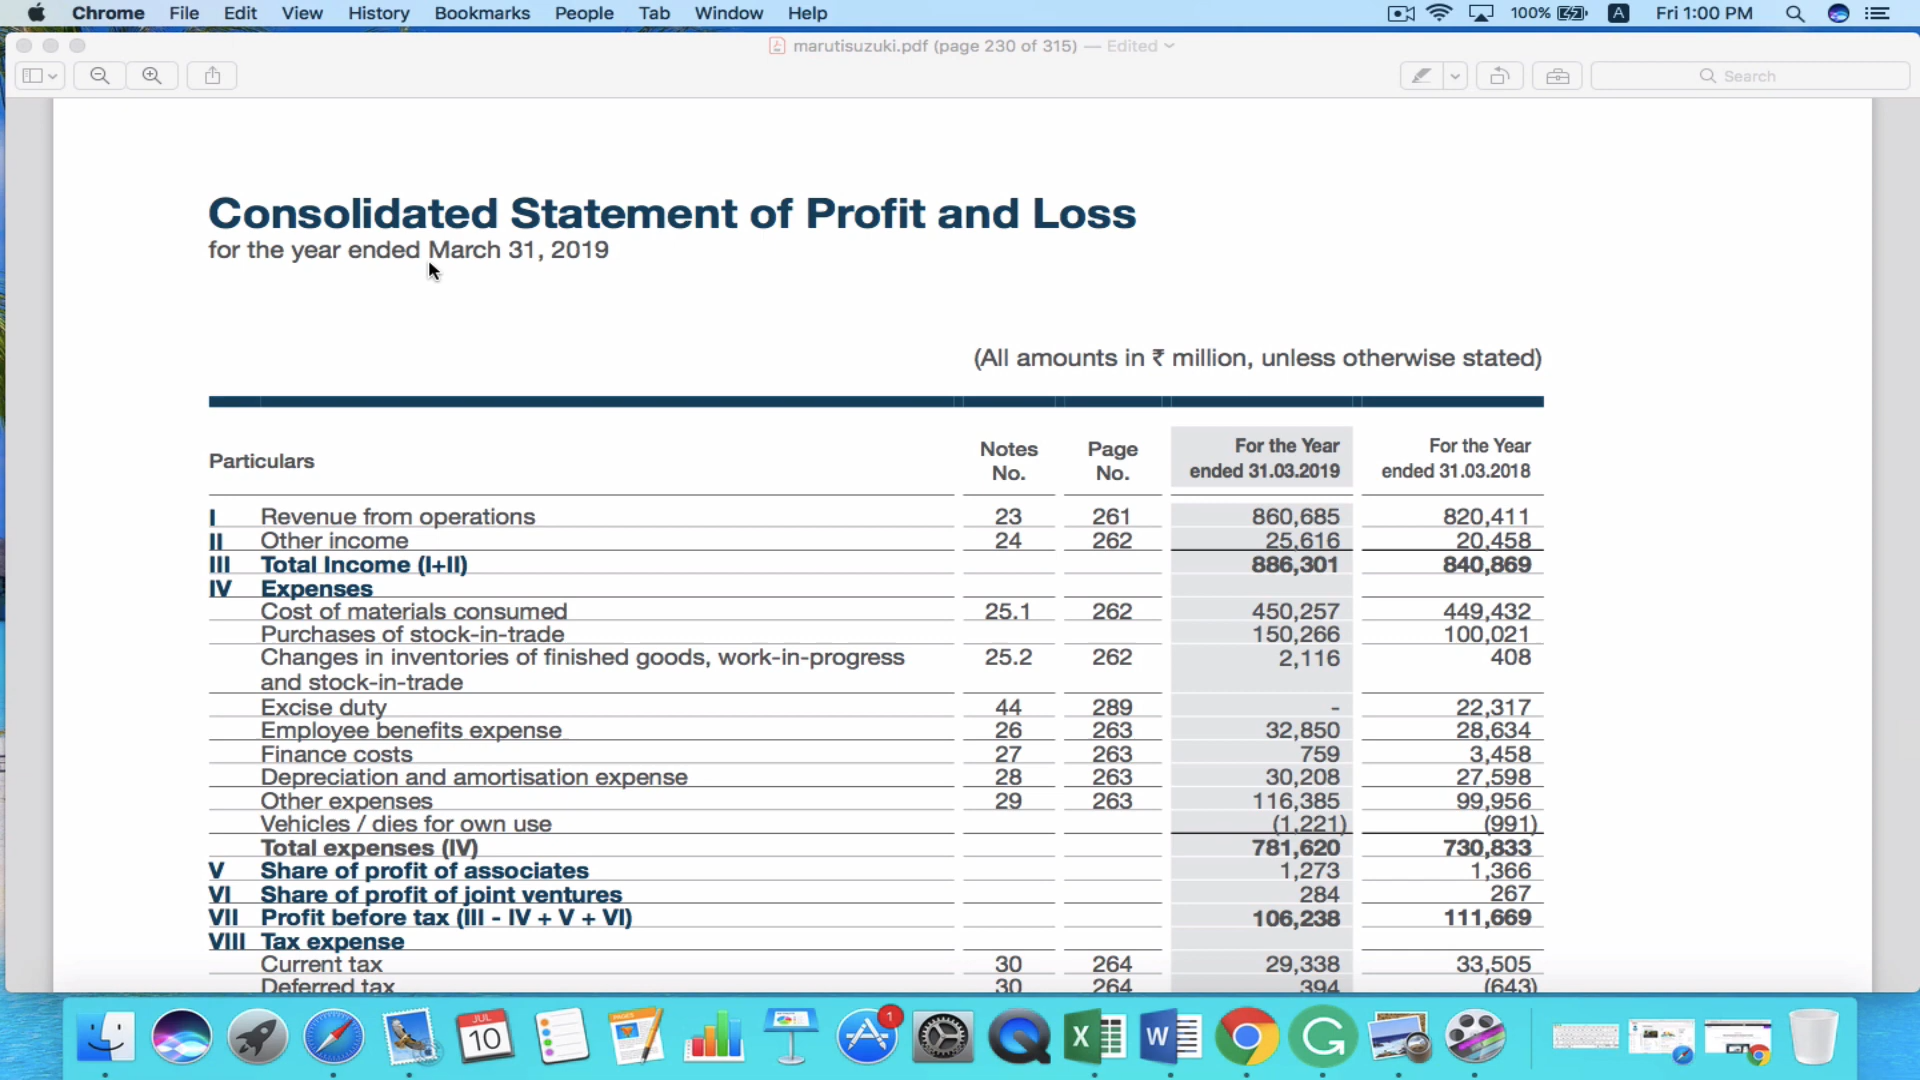 Chrome File Edit View History Bookmarks People Tab Window Help 100% A Fri 1:00 PM
marutisuzuki.pdf (page 230 of 315) — Edited
Search
Consolidated Statement of Profit and Loss
for the year ended March 31, 2019
(All amounts in ₹ million, unless otherwise stated)
Particulars Notes No. Page No. For the Year ended 31.03.2019 For the Year ended 31.03.2018
I Revenue from operations 23 261 860,685 820,411
II Other income 24 262 25,616 20,458
III Total Income (I+II) 886,301 840,869
IV Expenses
Cost of materials consumed 25.1 262 450,257 449,432
Purchases of stock-in-trade 150,266 100,021
Changes in inventories of finished goods, work-in-progress 25.2 262 2,116 408
and stock-in-trade
Excise duty 44 289 - 22,317
Employee benefits expense 26 263 32,850 28,634
Finance costs 27 263 759 3,458
Depreciation and amortisation expense 28 263 30,208 27,598
Other expenses 29 263 116,385 99,956
Vehicles / dies for own use (1,221) (991)
Total expenses (IV) 781,620 730,833
V Share of profit of associates 1,273 1,366
VI Share of profit of joint ventures 284 267
VII Profit before tax (III - IV + V + VI) 106,238 111,669
VIII Tax expense
Current tax 30 264 29,338 33,505
Deferred tax 30 264 394 (643)
JUL
10
PAGES
1
X W G